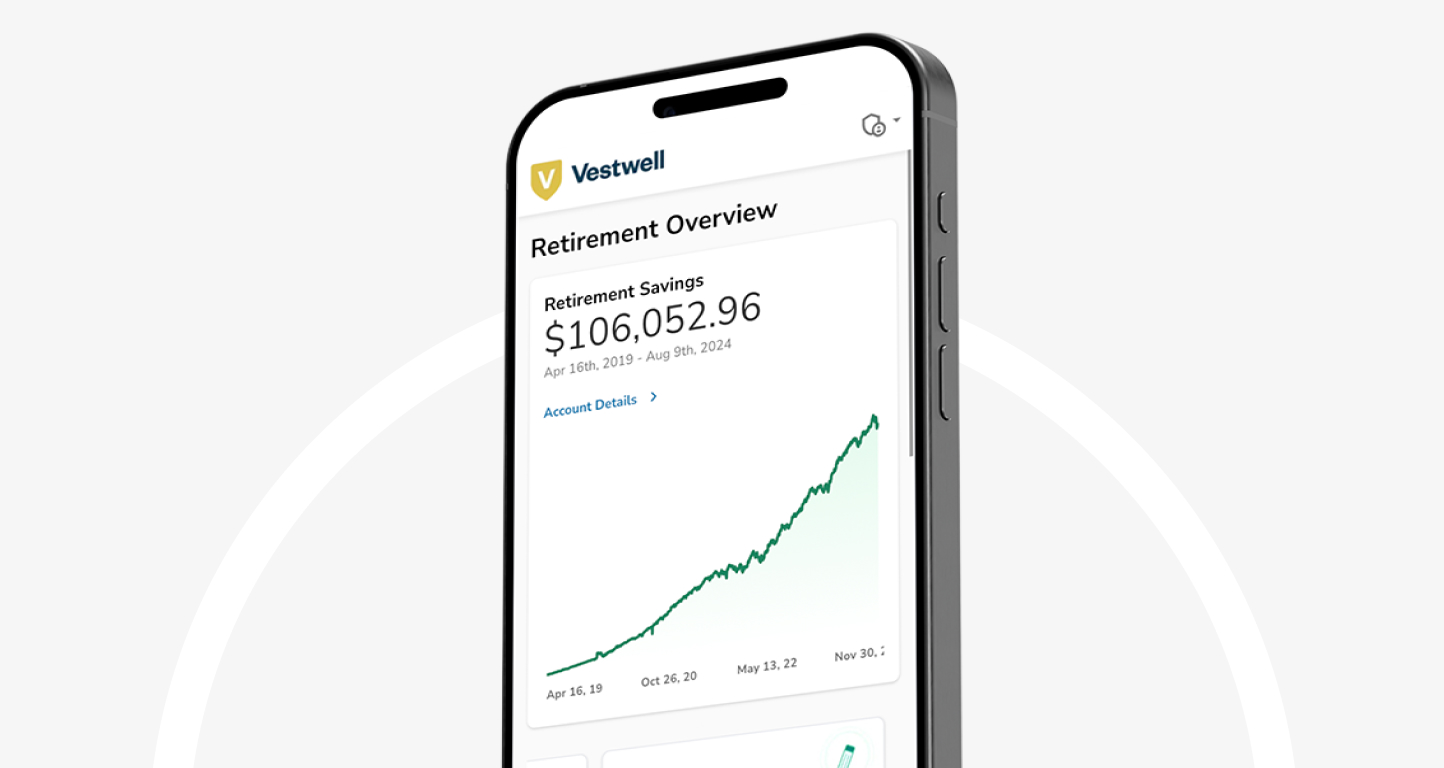 V Vestwell
Retirement Overview
Retirement Savings
$106,052.96
Apr 16th, 2019 - Aug 9th, 2024
Account Details
Apr 16, 19 Oct 26, 20 May 13, 22 Nov 30,